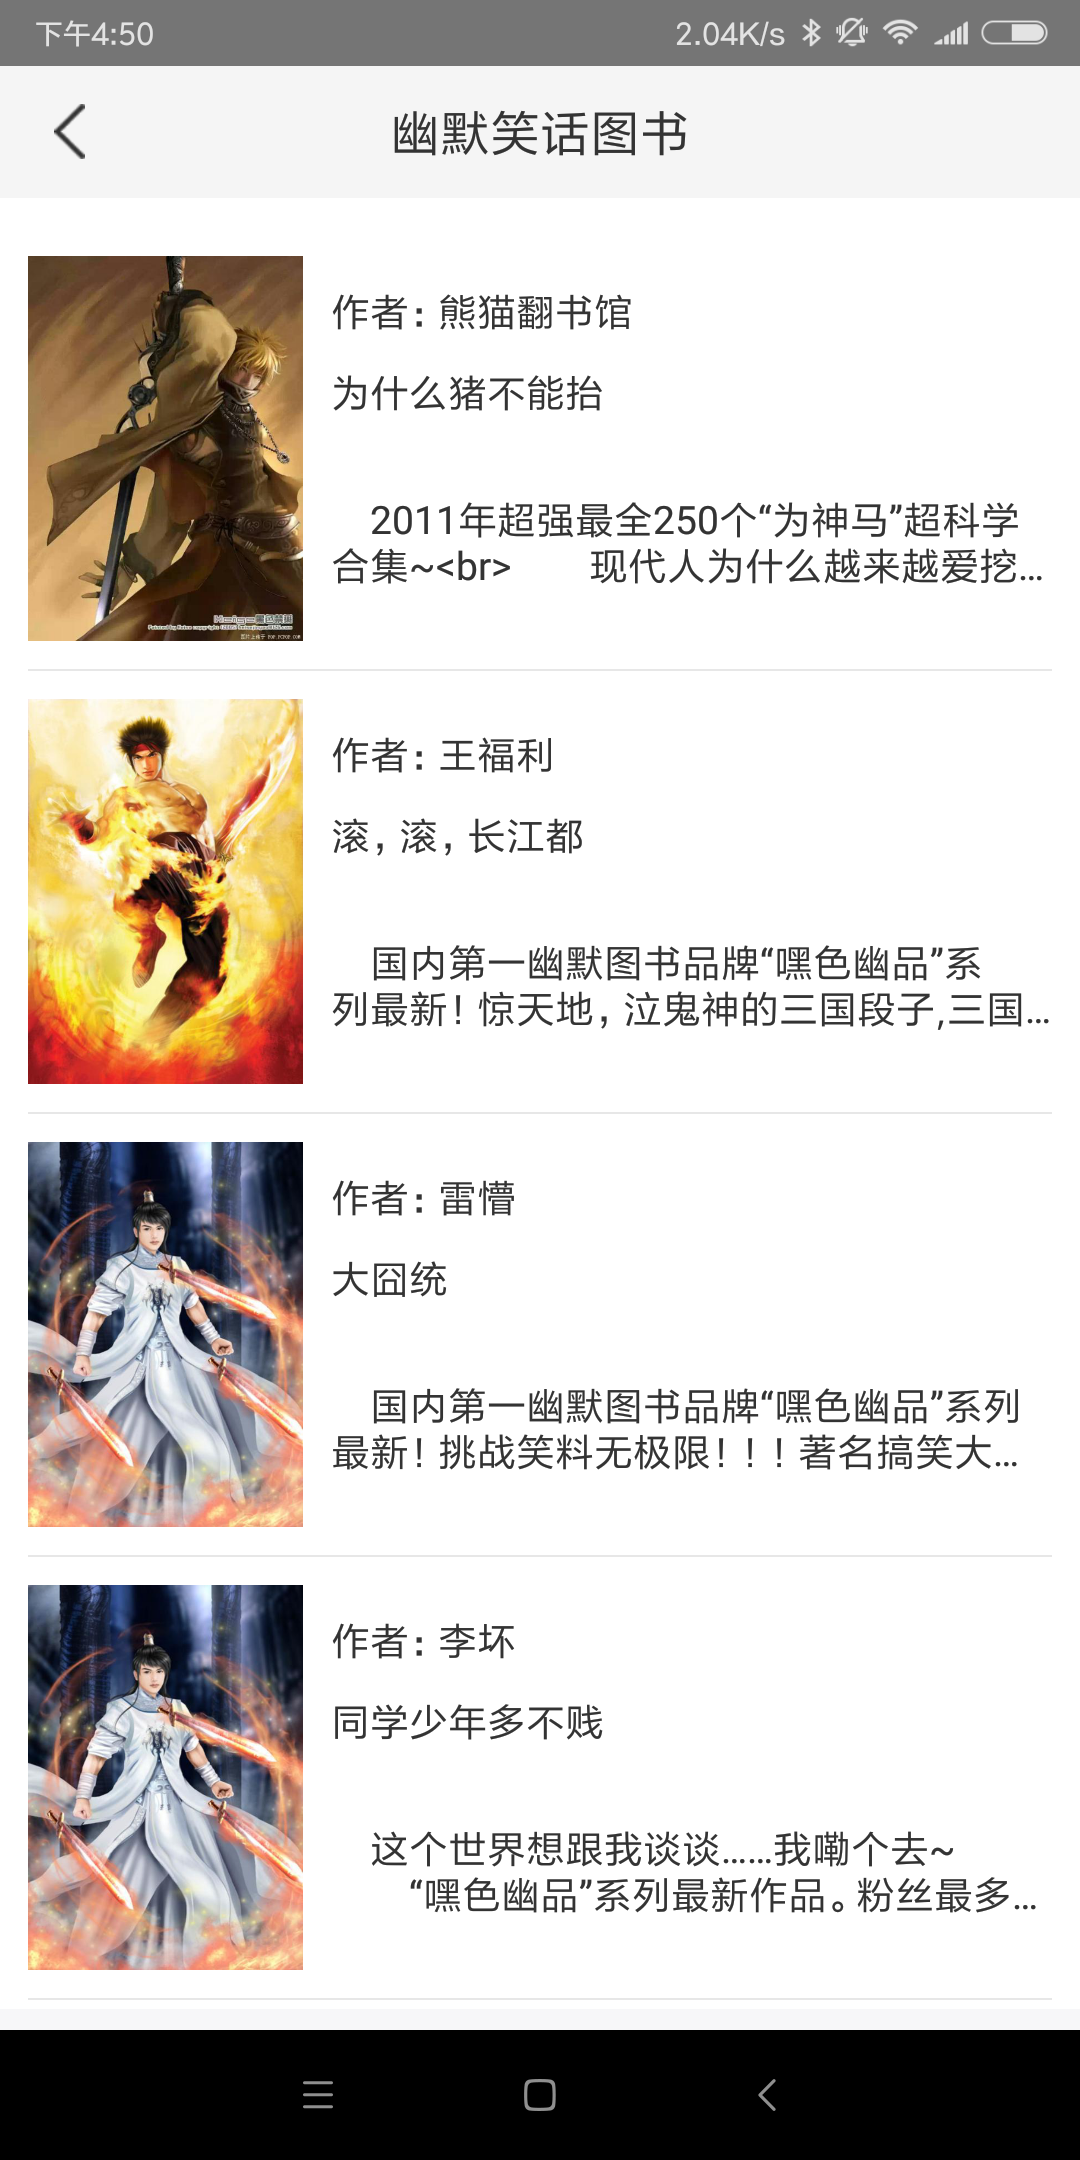 下午4:50
2.04K/s
幽默笑话图书
作者：熊猫翻书馆
为什么猪不能抬
2011年超强最全250个“为神马”超科学
合集~<br>　　现代人为什么越来越爱挖...
作者：王福利
滚，滚，长江都
国内第一幽默图书品牌“嘿色幽品”系
列最新！惊天地，泣鬼神的三国段子,三国...
作者：雷懵
大囧统
国内第一幽默图书品牌“嘿色幽品”系列
最新！挑战笑料无极限！！！著名搞笑大...
作者：李坏
同学少年多不贱
这个世界想跟我谈谈……我嘞个去~
“嘿色幽品”系列最新作品。粉丝最多...